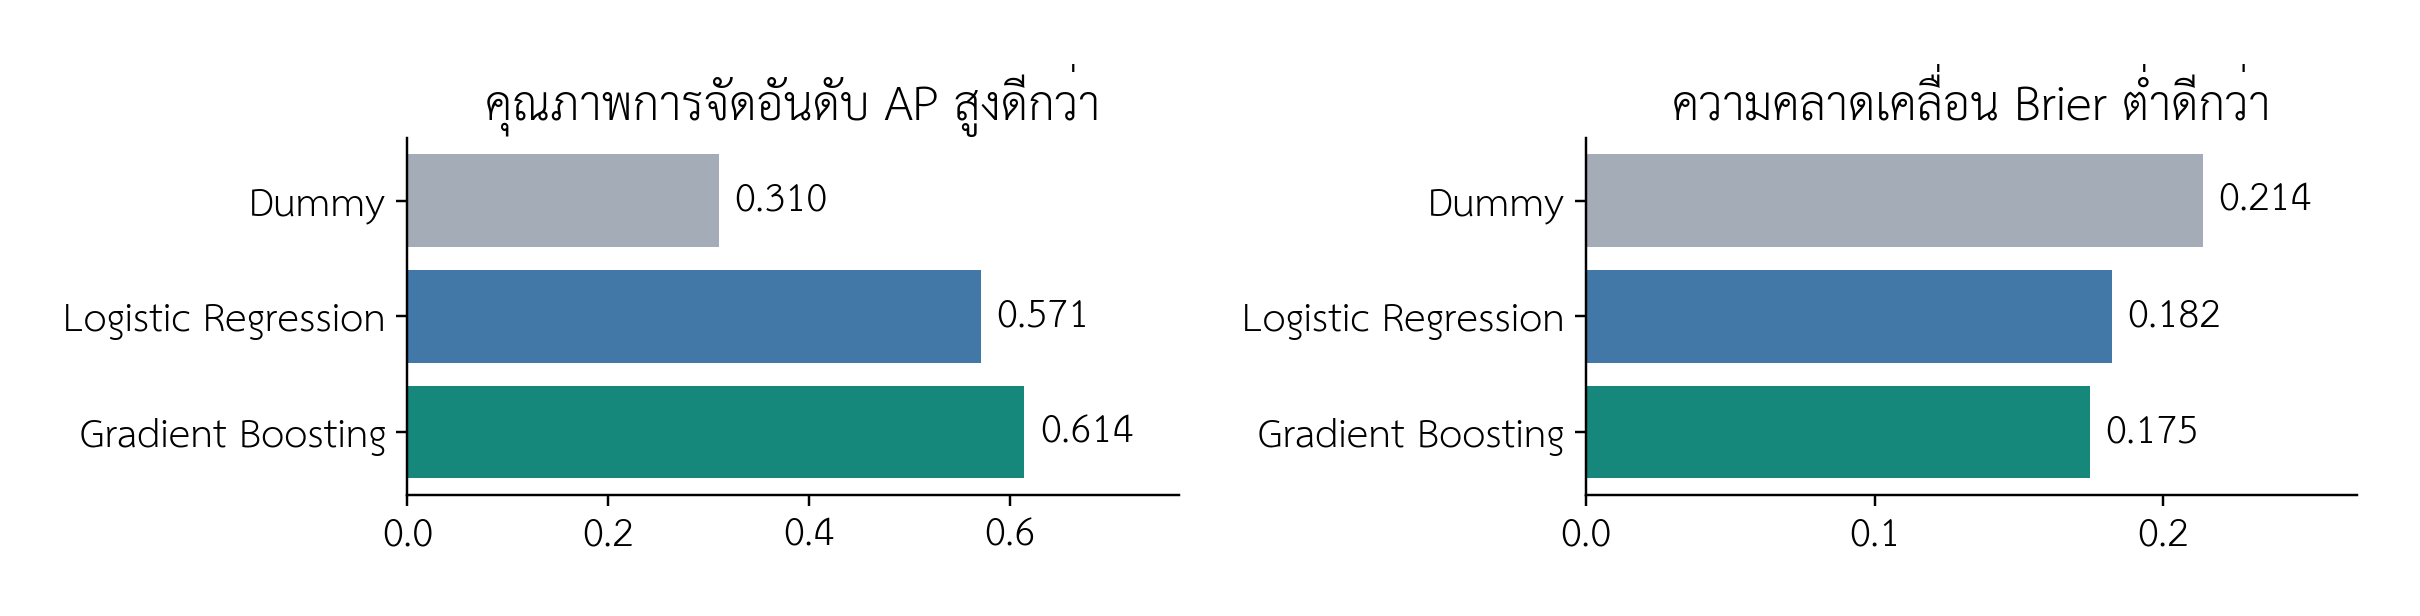 คุณภาพการจัดอันดับ AP สูงดีกว่า
Dummy
0.310
Logistic Regression
0.571
Gradient Boosting
0.614
0.0 0.2 0.4 0.6
ความคลาดเคลื่อน Brier ต่ำดีกว่า
Dummy
0.214
Logistic Regression
0.182
Gradient Boosting
0.175
0.0 0.1 0.2